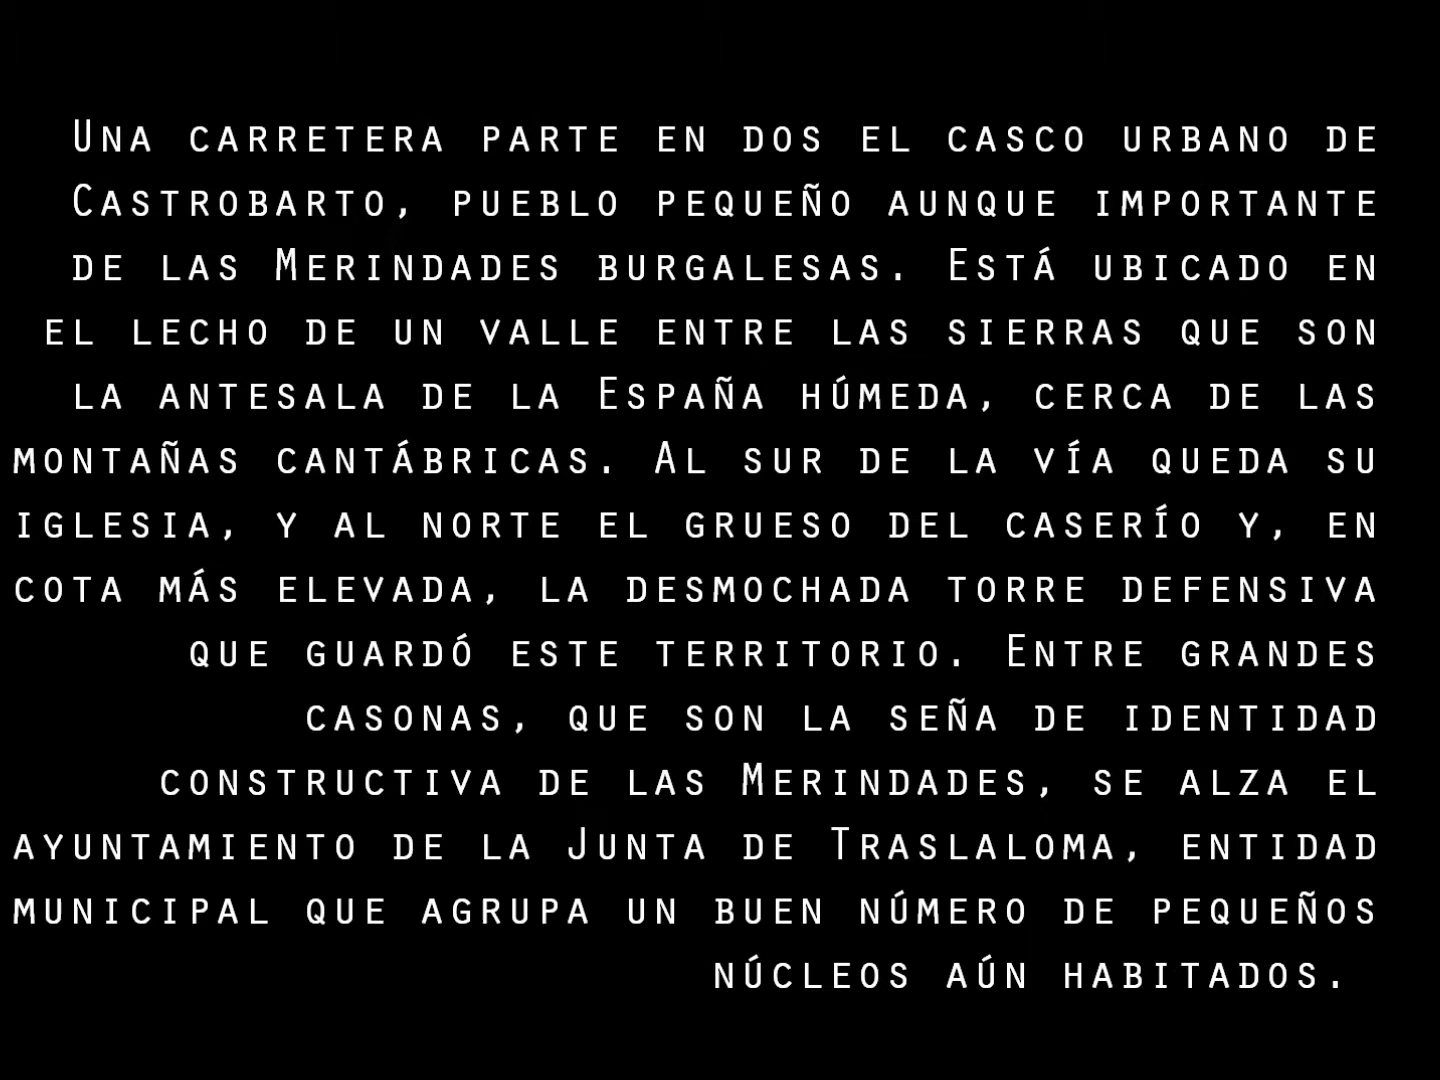 Una carretera parte en dos el casco urbano de
Castrobarto, pueblo pequeño aunque importante
de las Merindades burgalesas. Está ubicado en
el lecho de un valle entre las sierras que son
la antesala de la España húmeda, cerca de las
montañas cantábricas. Al sur de la vía queda su
iglesia, y al norte el grueso del caserío y, en
cota más elevada, la desmochada torre defensiva
que guardó este territorio. Entre grandes
casonas, que son la seña de identidad
constructiva de las Merindades, se alza el
ayuntamiento de la Junta de Traslaloma, entidad
municipal que agrupa un buen número de pequeños
núcleos aún habitados.